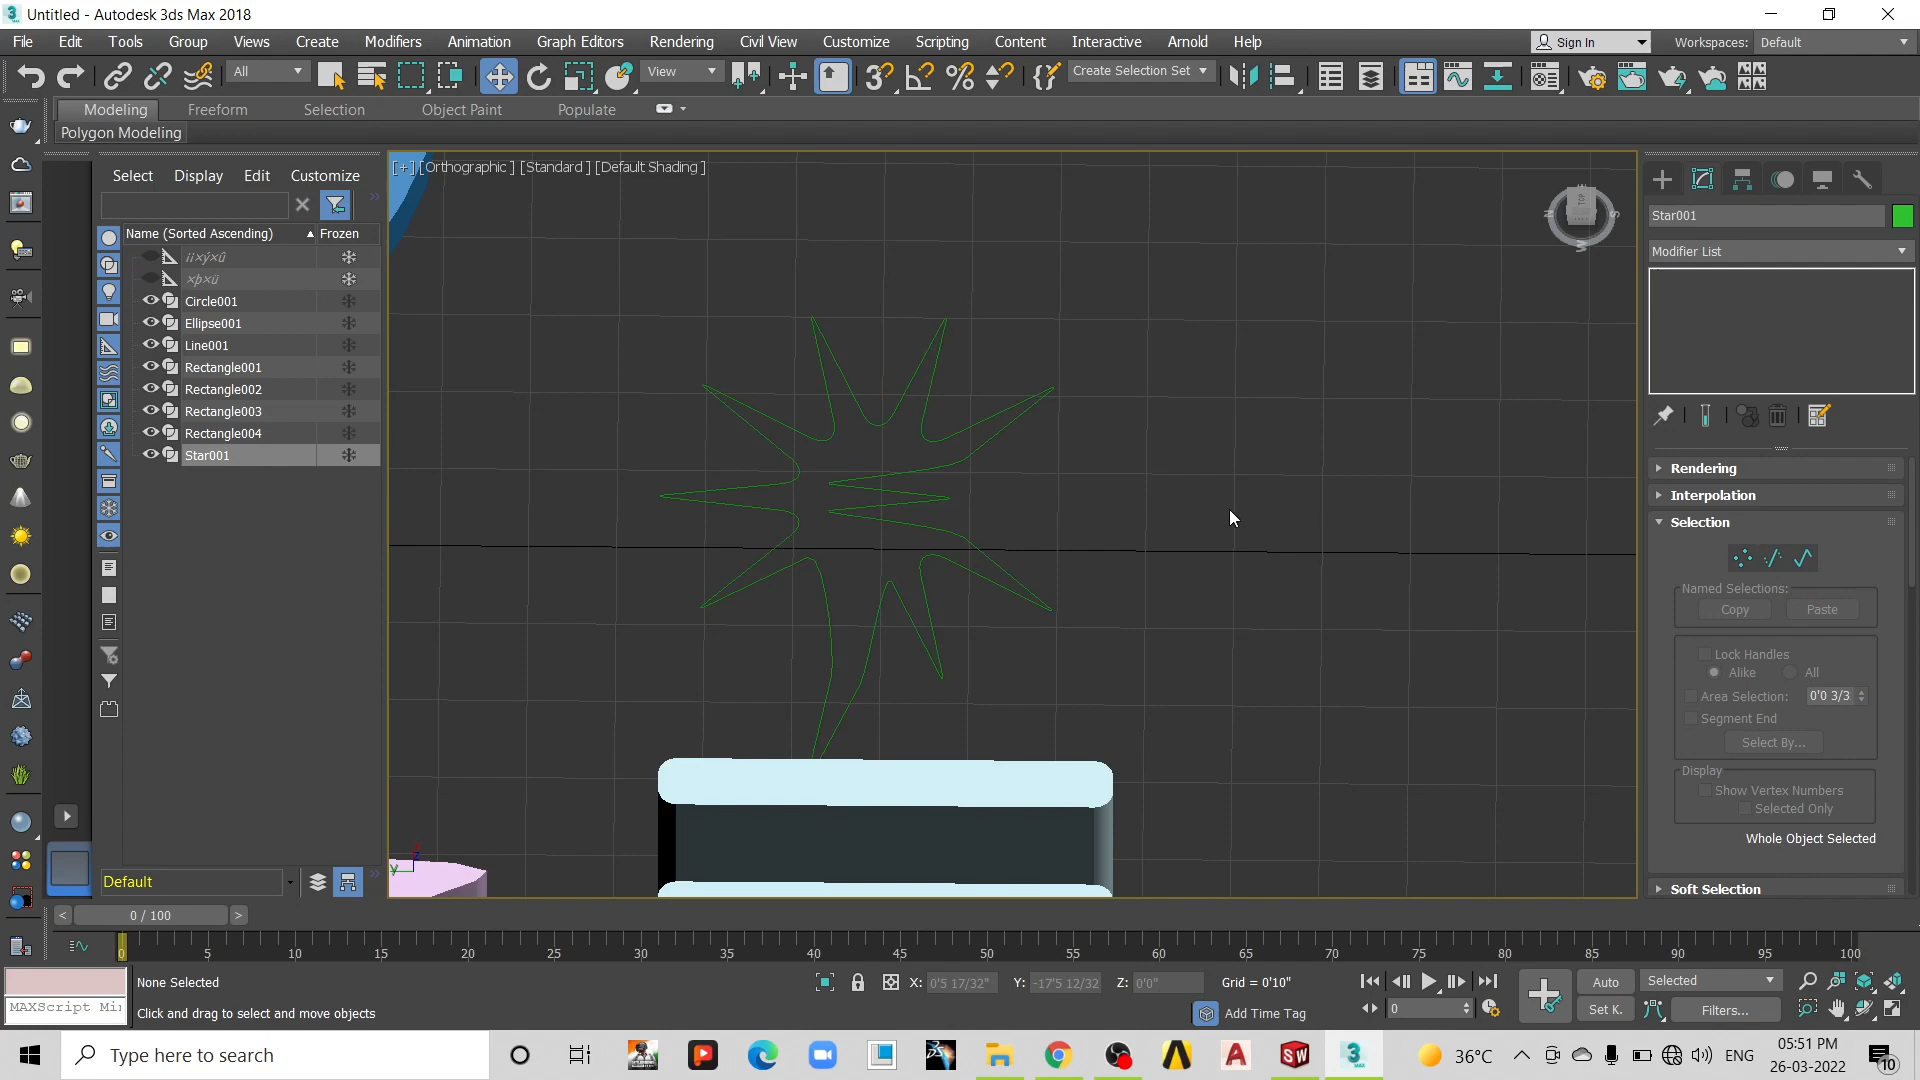 Untitled - Autodesk 3ds Max 2018
File Edit Tools Group Views Create Modifiers Animation Graph Editors Rendering Civil View Customize Scripting Content Interactive Arnold Help Sign In Workspaces: Default
All View Create Selection Set
Modeling Freeform Selection Object Paint Populate
Polygon Modeling
[+] [Orthographic ] [Standard ] [Default Shading ]
Select Display Edit Customize
Name (Sorted Ascending) Frozen
¡¡×ý×û
×þ×ü
Circle001
Ellipse001
Line001
Rectangle001
Rectangle002
Rectangle003
Rectangle004
Star001
Default
TOP
N
S
W
Star001
Modifier List
Rendering
Interpolation
Selection
Named Selections:
Copy Paste
Lock Handles
Alike All
Area Selection: 0'0 3/3
Segment End
Select By...
Display
Show Vertex Numbers
Selected Only
Whole Object Selected
Soft Selection
x
z
y
< 0 / 100 >
0 5 10 15 20 25 30 35 40 45 50 55 60 65 70 75 80 85 90 95 100
None Selected X: 0'5 17/32" Y: -17'5 12/32 Z: 0'0" Grid = 0'10" Auto Selected
MAXScript Mi
Click and drag to select and move objects Add Time Tag 0 Set K. Filters...
Type here to search 36°C ENG 05:51 PM
26-03-2022
10